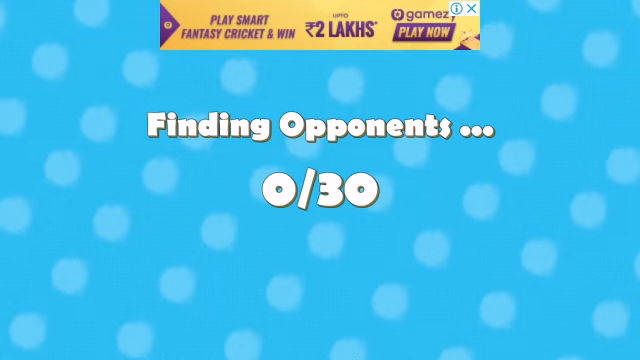 PLAY SMART
FANTASY CRICKET & WIN
UPTO
₹2 LAKHS*
gamezy
PLAY NOW
Finding Opponents ...
0/30